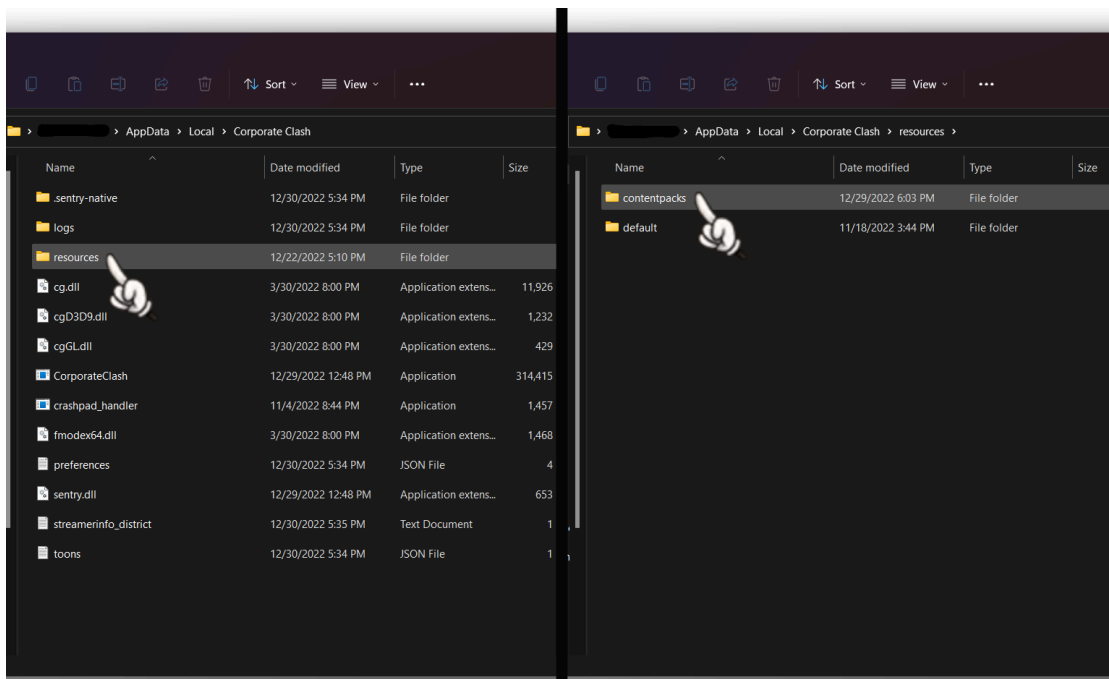 Sort View ...
AppData Local Corporate Clash
Name Date modified Type Size
.sentry-native 12/30/2022 5:34 PM File folder
logs 12/30/2022 5:34 PM File folder
resources 12/22/2022 5:10 PM File folder
cg.dll 3/30/2022 8:00 PM Application extens... 11,926
cgD3D9.dll 3/30/2022 8:00 PM Application extens... 1,232
cgGL.dll 3/30/2022 8:00 PM Application extens... 429
CorporateClash 12/29/2022 12:48 PM Application 314,415
crashpad_handler 11/4/2022 8:44 PM Application 1,457
fmodex64.dll 3/30/2022 8:00 PM Application extens... 1,468
preferences 12/30/2022 5:34 PM JSON File 4
sentry.dll 12/29/2022 12:48 PM Application extens... 653
streamerinfo_district 12/30/2022 5:35 PM Text Document 1
toons 12/30/2022 5:34 PM JSON File 1
Sort View ...
AppData Local Corporate Clash resources
Name Date modified Type Size
contentpacks 12/29/2022 6:03 PM File folder
default 11/18/2022 3:44 PM File folder